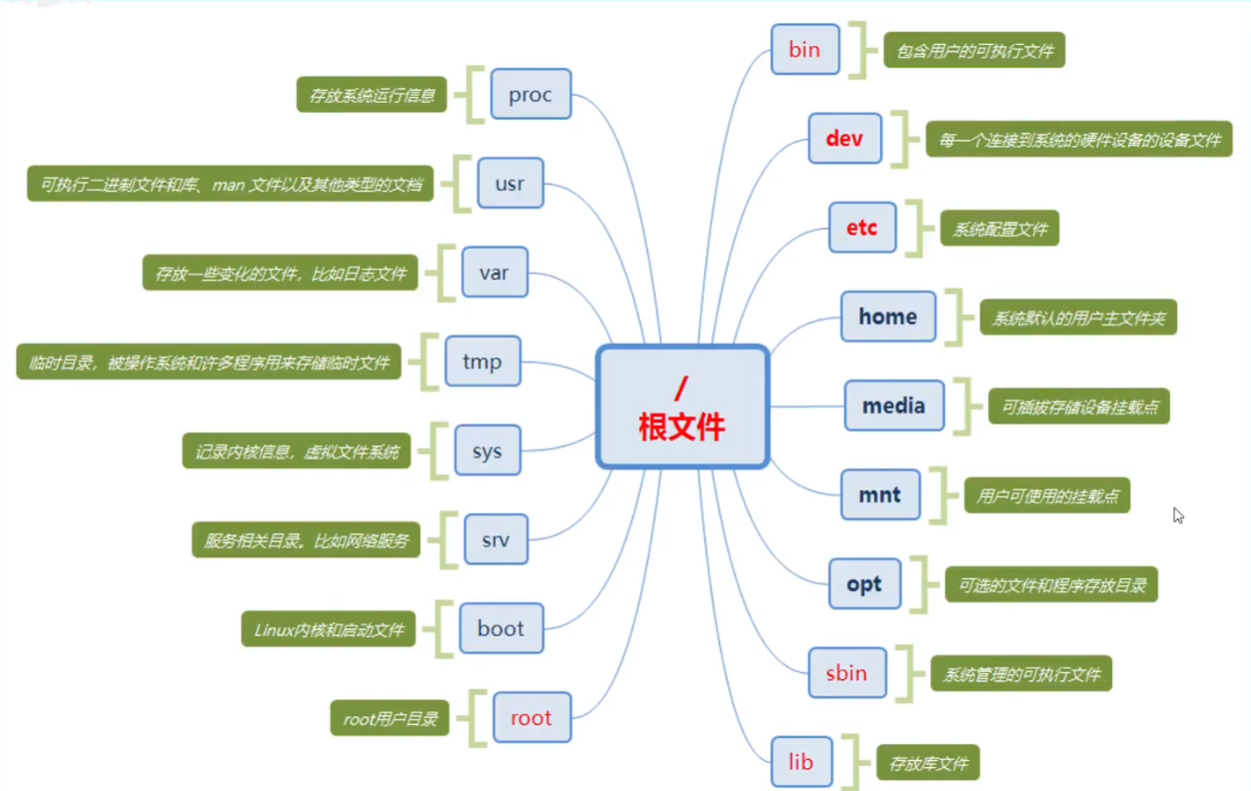 /
根文件
bin
包含用户的可执行文件
dev
每一个连接到系统的硬件设备的设备文件
etc
系统配置文件
home
系统默认的用户主文件夹
media
可插拔存储设备挂载点
mnt
用户可使用的挂载点
opt
可选的文件和程序存放目录
sbin
系统管理的可执行文件
lib
存放库文件
proc
存放系统运行信息
usr
可执行二进制文件和库、man 文件以及其他类型的文档
var
存放一些变化的文件，比如日志文件
tmp
临时目录，被操作系统和许多程序用来存储临时文件
sys
记录内核信息，虚拟文件系统
srv
服务相关目录。比如网络服务
boot
Linux内核和启动文件
root
root用户目录